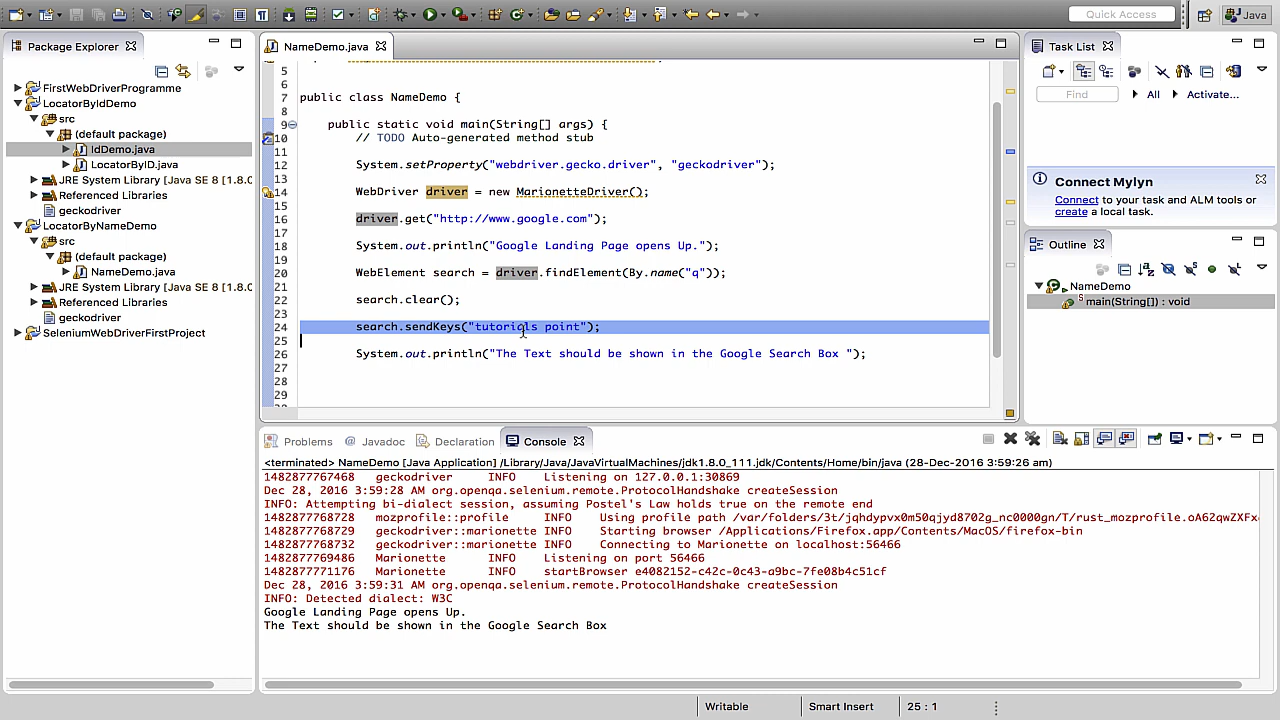 Quick Access
Java
Package Explorer
FirstWebDriverProgramme
LocatorByIdDemo
src
(default package)
IdDemo.java
LocatorByID.java
JRE System Library [Java SE 8 [1.8.0
Referenced Libraries
geckodriver
LocatorByNameDemo
src
(default package)
NameDemo.java
JRE System Library [Java SE 8 [1.8.0
Referenced Libraries
geckodriver
SeleniumWebDriverFirstProject
NameDemo.java
5
6
7 public class NameDemo {
8
9 public static void main(String[] args) {
10 // TODO Auto-generated method stub
11
12 System.setProperty("webdriver.gecko.driver", "geckodriver");
13
14 WebDriver driver = new MarionetteDriver();
15
16 driver.get("http://www.google.com");
17
18 System.out.println("Google Landing Page opens Up.");
19
20 WebElement search = driver.findElement(By.name("q"));
21
22 search.clear();
23
24 search.sendKeys("tutorials point");
25
26 System.out.println("The Text should be shown in the Google Search Box ");
27
28
29
Task List
Find
All
Activate...
Connect Mylyn
Connect to your task and ALM tools or
create a local task.
Outline
NameDemo
main(String[]) : void
Problems
@ Javadoc
Declaration
Console
<terminated> NameDemo [Java Application] /Library/Java/JavaVirtualMachines/jdk1.8.0_111.jdk/Contents/Home/bin/java (28-Dec-2016 3:59:26 am)
1482877767468 geckodriver INFO Listening on 127.0.0.1:30869
Dec 28, 2016 3:59:28 AM org.openqa.selenium.remote.ProtocolHandshake createSession
INFO: Attempting bi-dialect session, assuming Postel's Law holds true on the remote end
1482877768728 mozprofile::profile INFO Using profile path /var/folders/3t/jqhdypvx0m50qjyd8702g_nc0000gn/T/rust_mozprofile.oA62qwZXFx
1482877768729 geckodriver::marionette INFO Starting browser /Applications/Firefox.app/Contents/MacOS/firefox-bin
1482877768732 geckodriver::marionette INFO Connecting to Marionette on localhost:56466
1482877769486 Marionette INFO Listening on port 56466
1482877771176 Marionette INFO startBrowser e4082152-c42c-0c43-a9bc-7fe08b4c51cf
Dec 28, 2016 3:59:31 AM org.openqa.selenium.remote.ProtocolHandshake createSession
INFO: Detected dialect: W3C
Google Landing Page opens Up.
The Text should be shown in the Google Search Box
Writable
Smart Insert
25 : 1